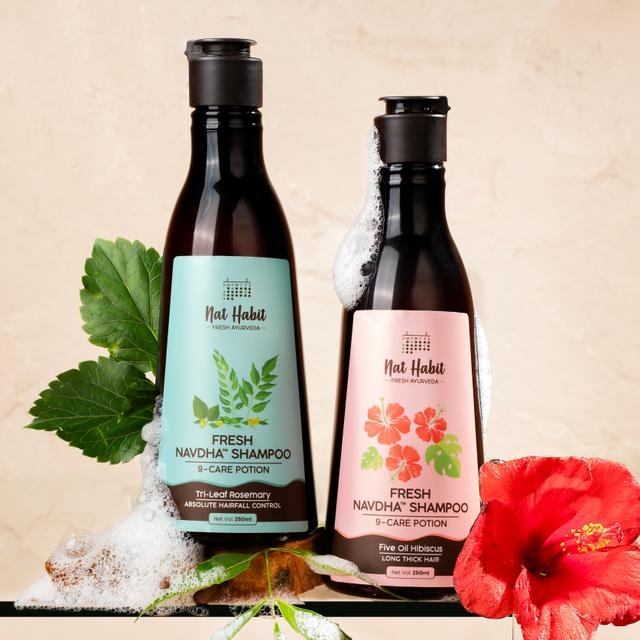 Nat Habit
FRESH AYURVEDA
FRESH
NAVDHA™ SHAMPOO
9-CARE POTION
Tri-Leaf Rosemary
ABSOLUTE HAIRFALL CONTROL
Net Vol 250ml
Nat Habit
FRESH AYURVEDA
FRESH
NAVDHA™ SHAMPOO
9-CARE POTION
Five Oil Hibiscus
LONG THICK HAIR
Net Vol 250ml